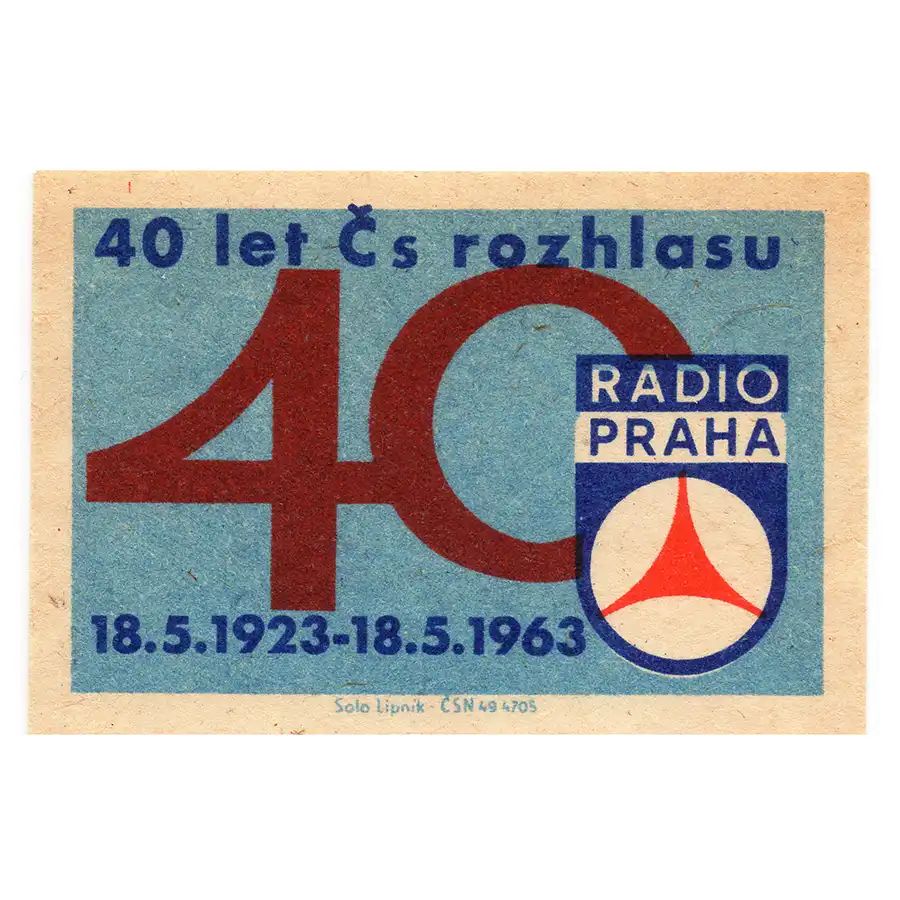 40 let Čs rozhlasu
40
RADIO
PRAHA
18.5.1923-18.5.1963
Solo Lipník · ČSN 49 4705